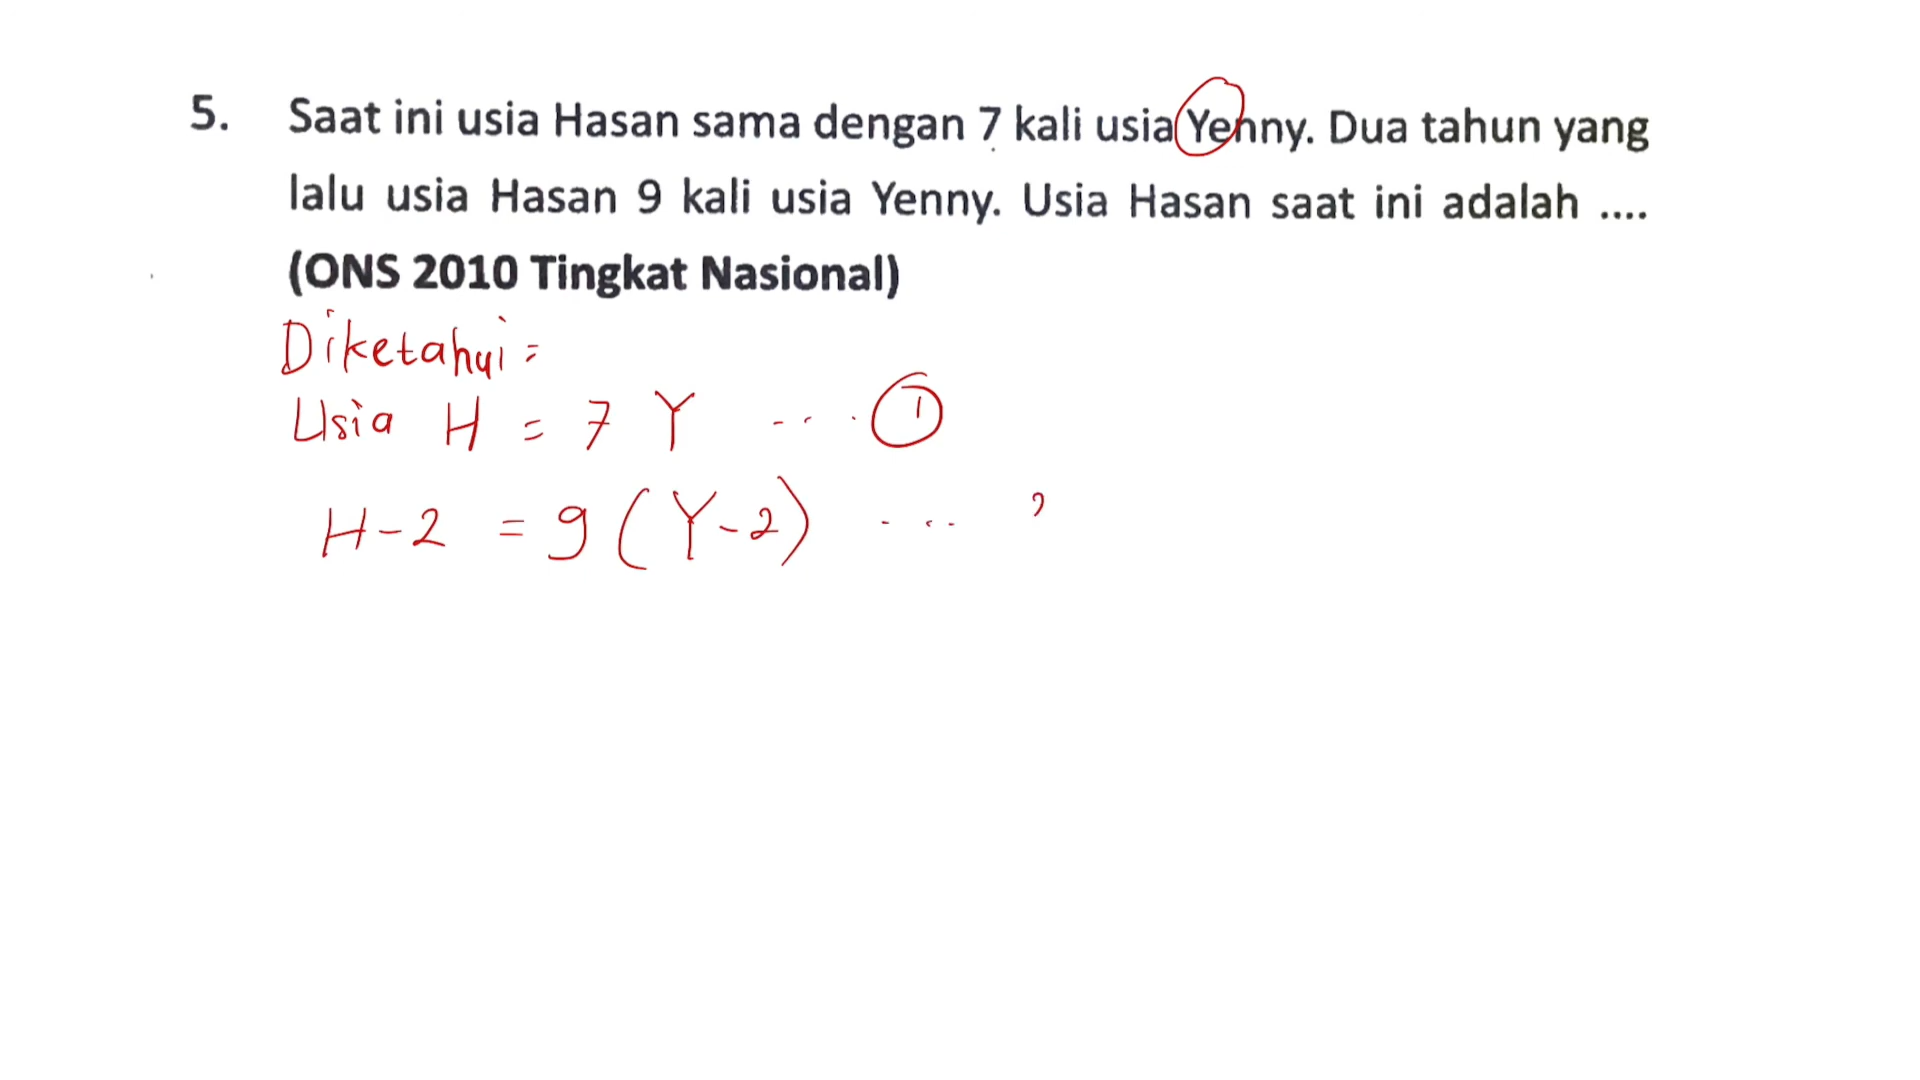 5. Saat ini usia Hasan sama dengan 7 kali usia Yenny. Dua tahun yang
lalu usia Hasan 9 kali usia Yenny. Usia Hasan saat ini adalah ....
(ONS 2010 Tingkat Nasional)
Diketahui =
Usia H = 7 Y ... 1
H-2 = 9 (Y-2) ...